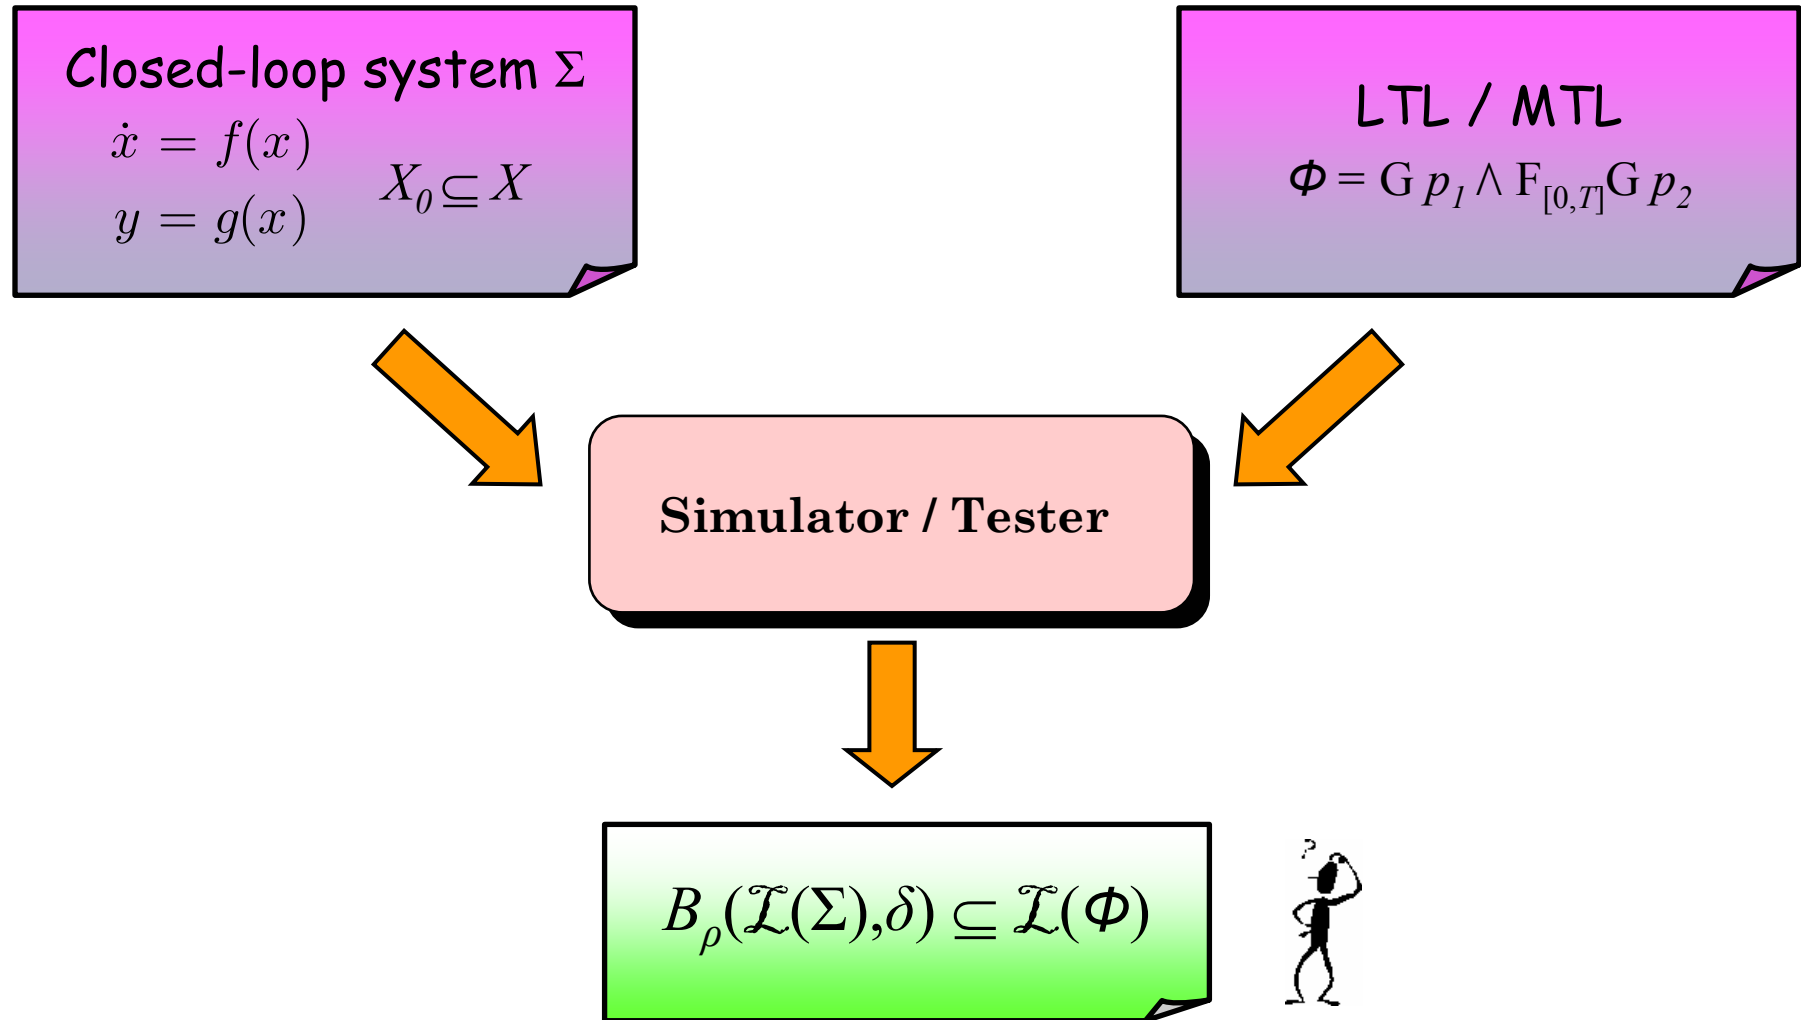 Closed-loop system Σ
ẋ = f(x)
y = g(x)
X₀ ⊆ X
LTL / MTL
Φ = G p₁ ∧ F[0,T]G p₂
Simulator / Tester
Bρ(ℒ(Σ),δ) ⊆ ℒ(Φ)
?